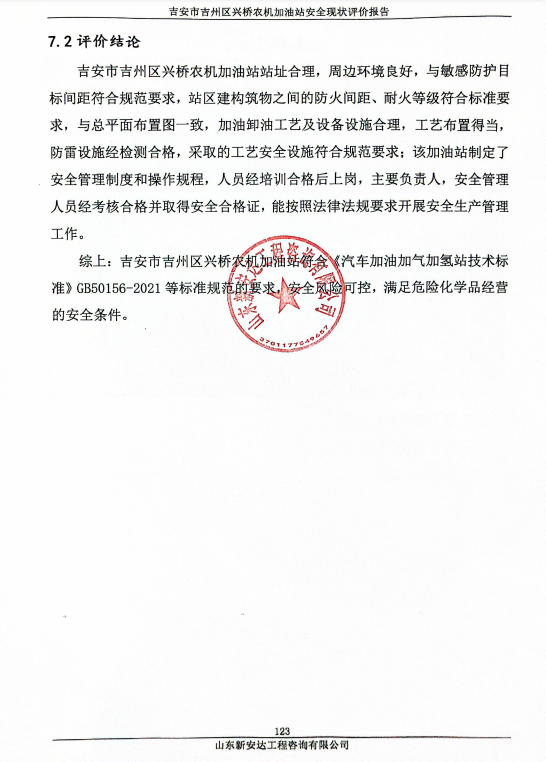 吉安市吉州区兴桥农机加油站安全现状评价报告
7.2 评价结论
吉安市吉州区兴桥农机加油站站址合理，周边环境良好，与敏感防护目
标间距符合规范要求，站区建构筑物之间的防火间距、耐火等级符合标准要
求，与总平面布置图一致，加油卸油工艺及设备设施合理，工艺布置得当，
防雷设施经检测合格，采取的工艺安全设施符合规范要求；该加油站制定了
安全管理制度和操作规程，人员经培训合格后上岗，主要负责人，安全管理
人员经考核合格并取得安全合格证，能按照法律法规要求开展安全生产管理
工作。
综上：吉安市吉州区兴桥农机加油站符合《汽车加油加气加氢站技术标
准》GB50156-2021 等标准规范的要求，安全风险可控，满足危险化学品经营
的安全条件。
山东新安达工程咨询有限公司
3701177049657
123
山东新安达工程咨询有限公司